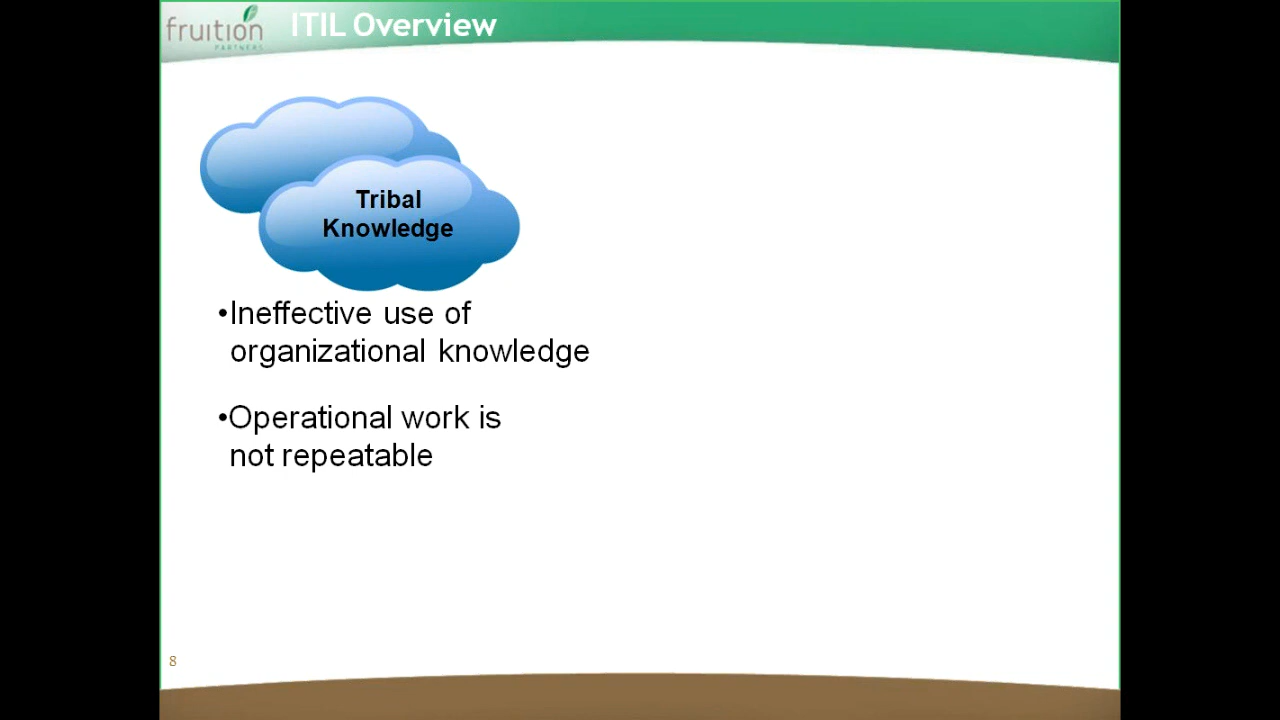 fruition
PARTNERS
ITIL Overview
Tribal
Knowledge
•Ineffective use of
organizational knowledge
•Operational work is
not repeatable
8